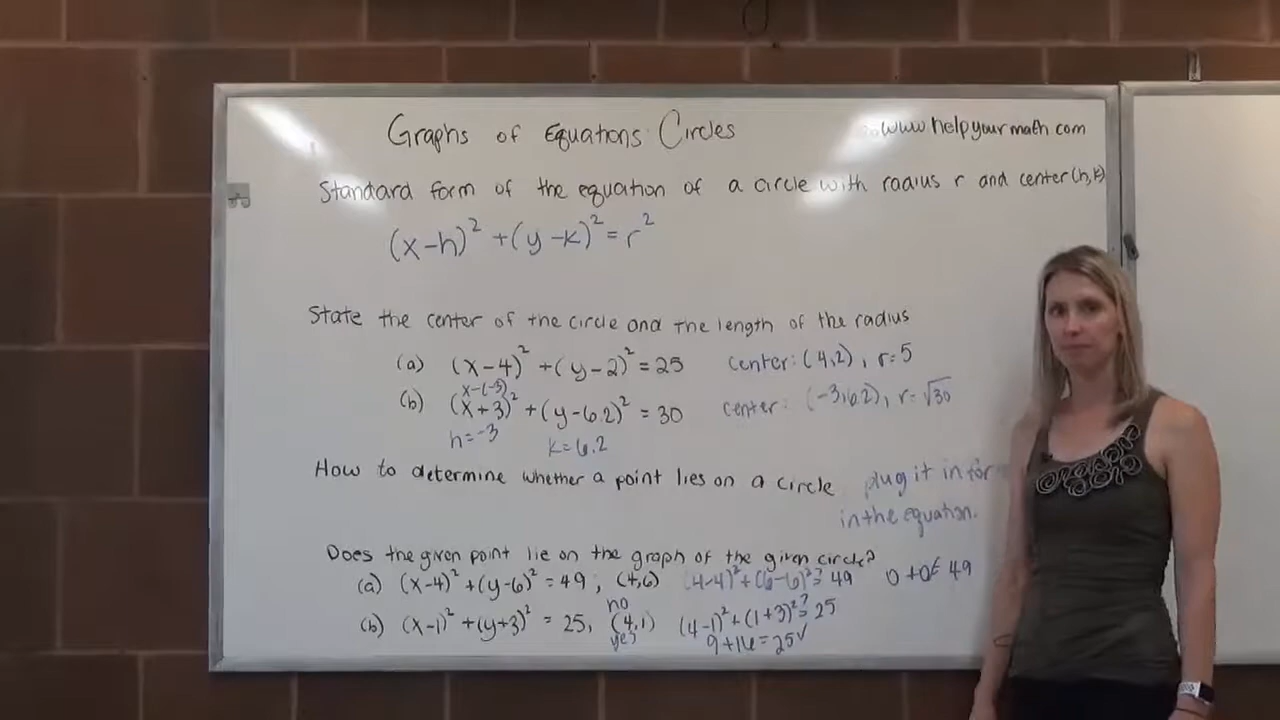 Graphs of Equations: Circles
www.helpyourmath.com
Standard form of the equation of a circle with radius r and center (h,k)
(x-h)² + (y-k)² = r²
State the center of the circle and the length of the radius
(a) (x-4)² + (y-2)² = 25 center: (4,2), r=5
x-(-3)
(b) (x+3)² + (y-6.2)² = 30 center: (-3,6.2), r=√30
h=-3 k=6.2
How to determine whether a point lies on a circle plug it in for
in the equation.
Does the given point lie on the graph of the given circle?
(a) (x-4)² + (y-6)² = 49, (4,6) (4-4)² + (6-6)² ?= 49 0+0≠49
no
(b) (x-1)² + (y+3)² = 25, (4,1) (4-1)² + (1+3)² ?= 25
yes 9+16=25✓